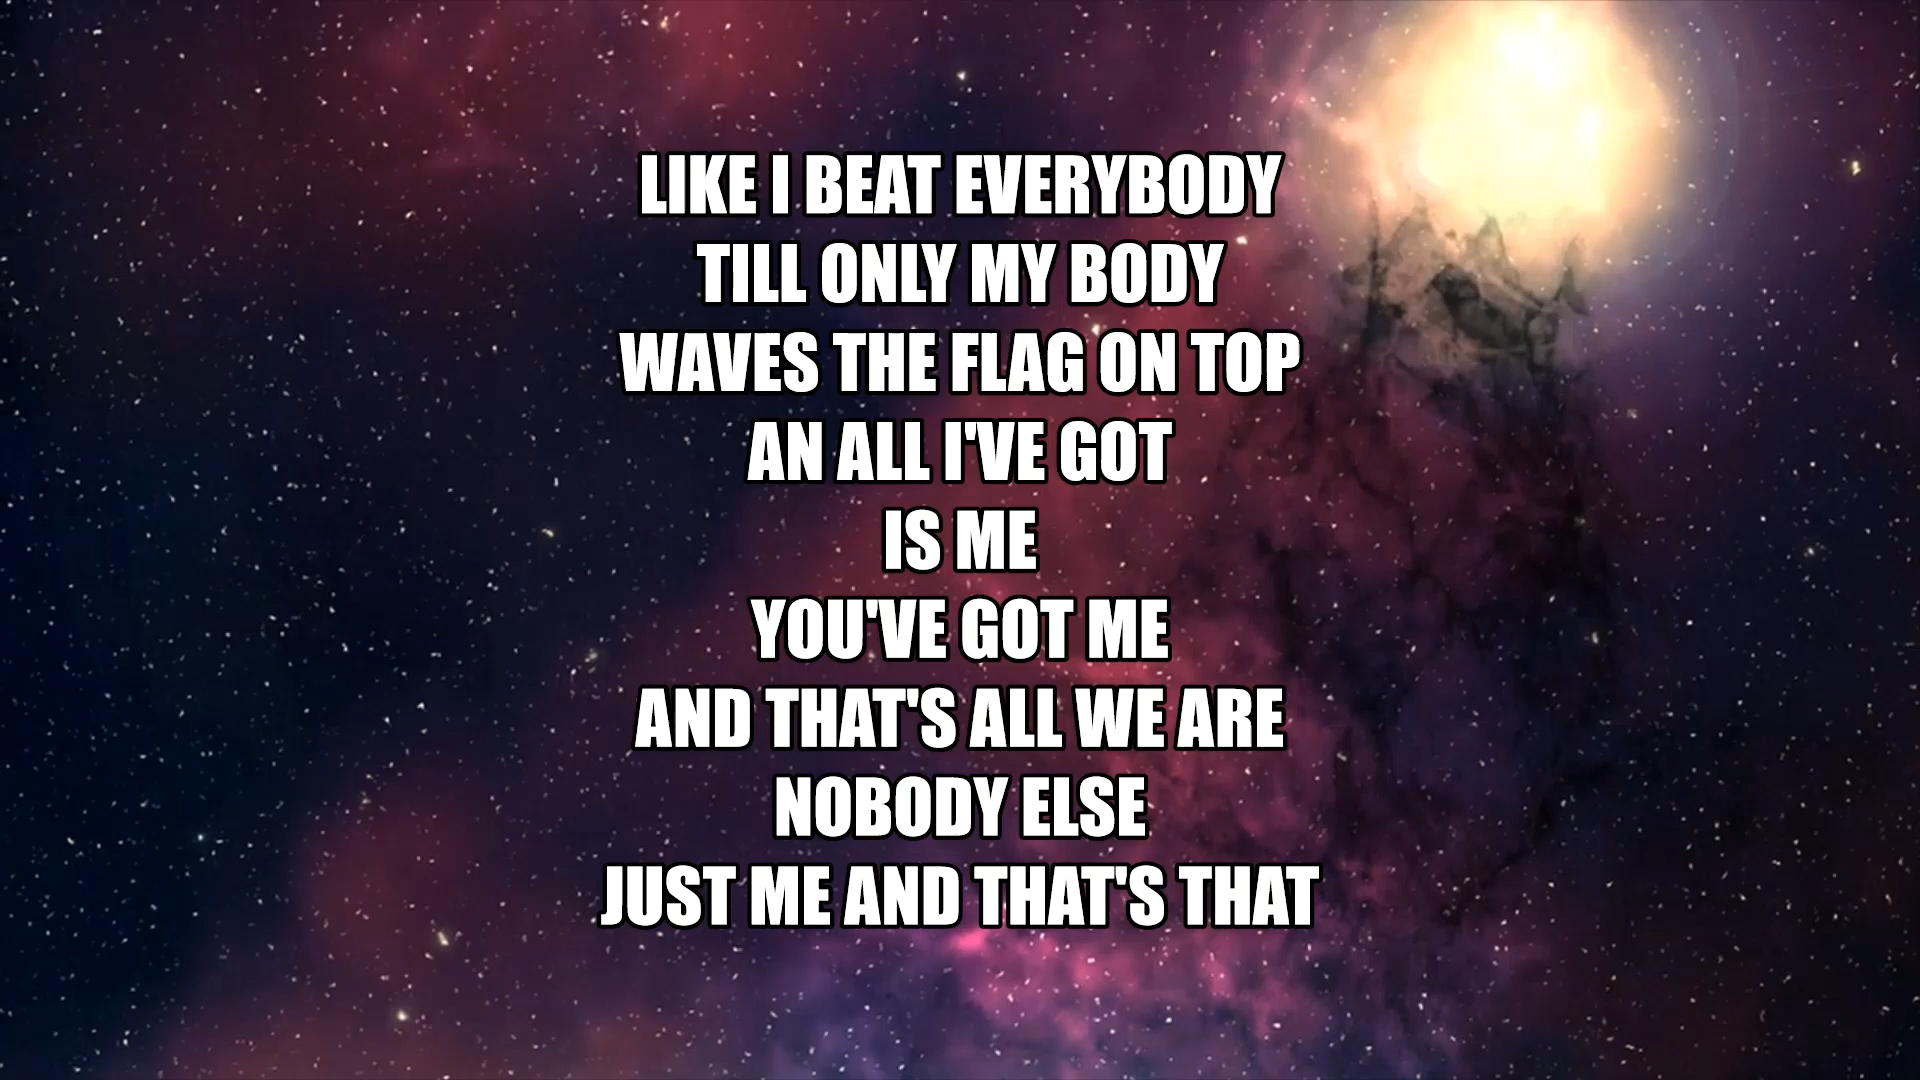 LIKE I BEAT EVERYBODY
TILL ONLY MY BODY
WAVES THE FLAG ON TOP
AN ALL I'VE GOT
IS ME
YOU'VE GOT ME
AND THAT'S ALL WE ARE
NOBODY ELSE
JUST ME AND THAT'S THAT